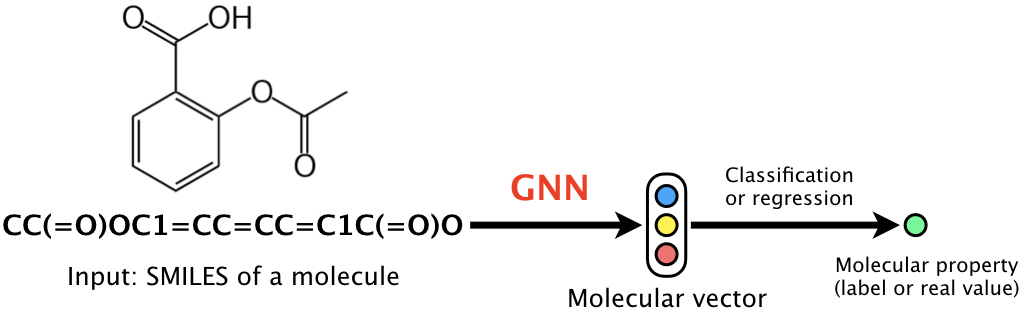 O
OH
O
O
CC(=O)OC1=CC=CC=C1C(=O)O
Input: SMILES of a molecule
GNN
Molecular vector
Classification
or regression
Molecular property
(label or real value)